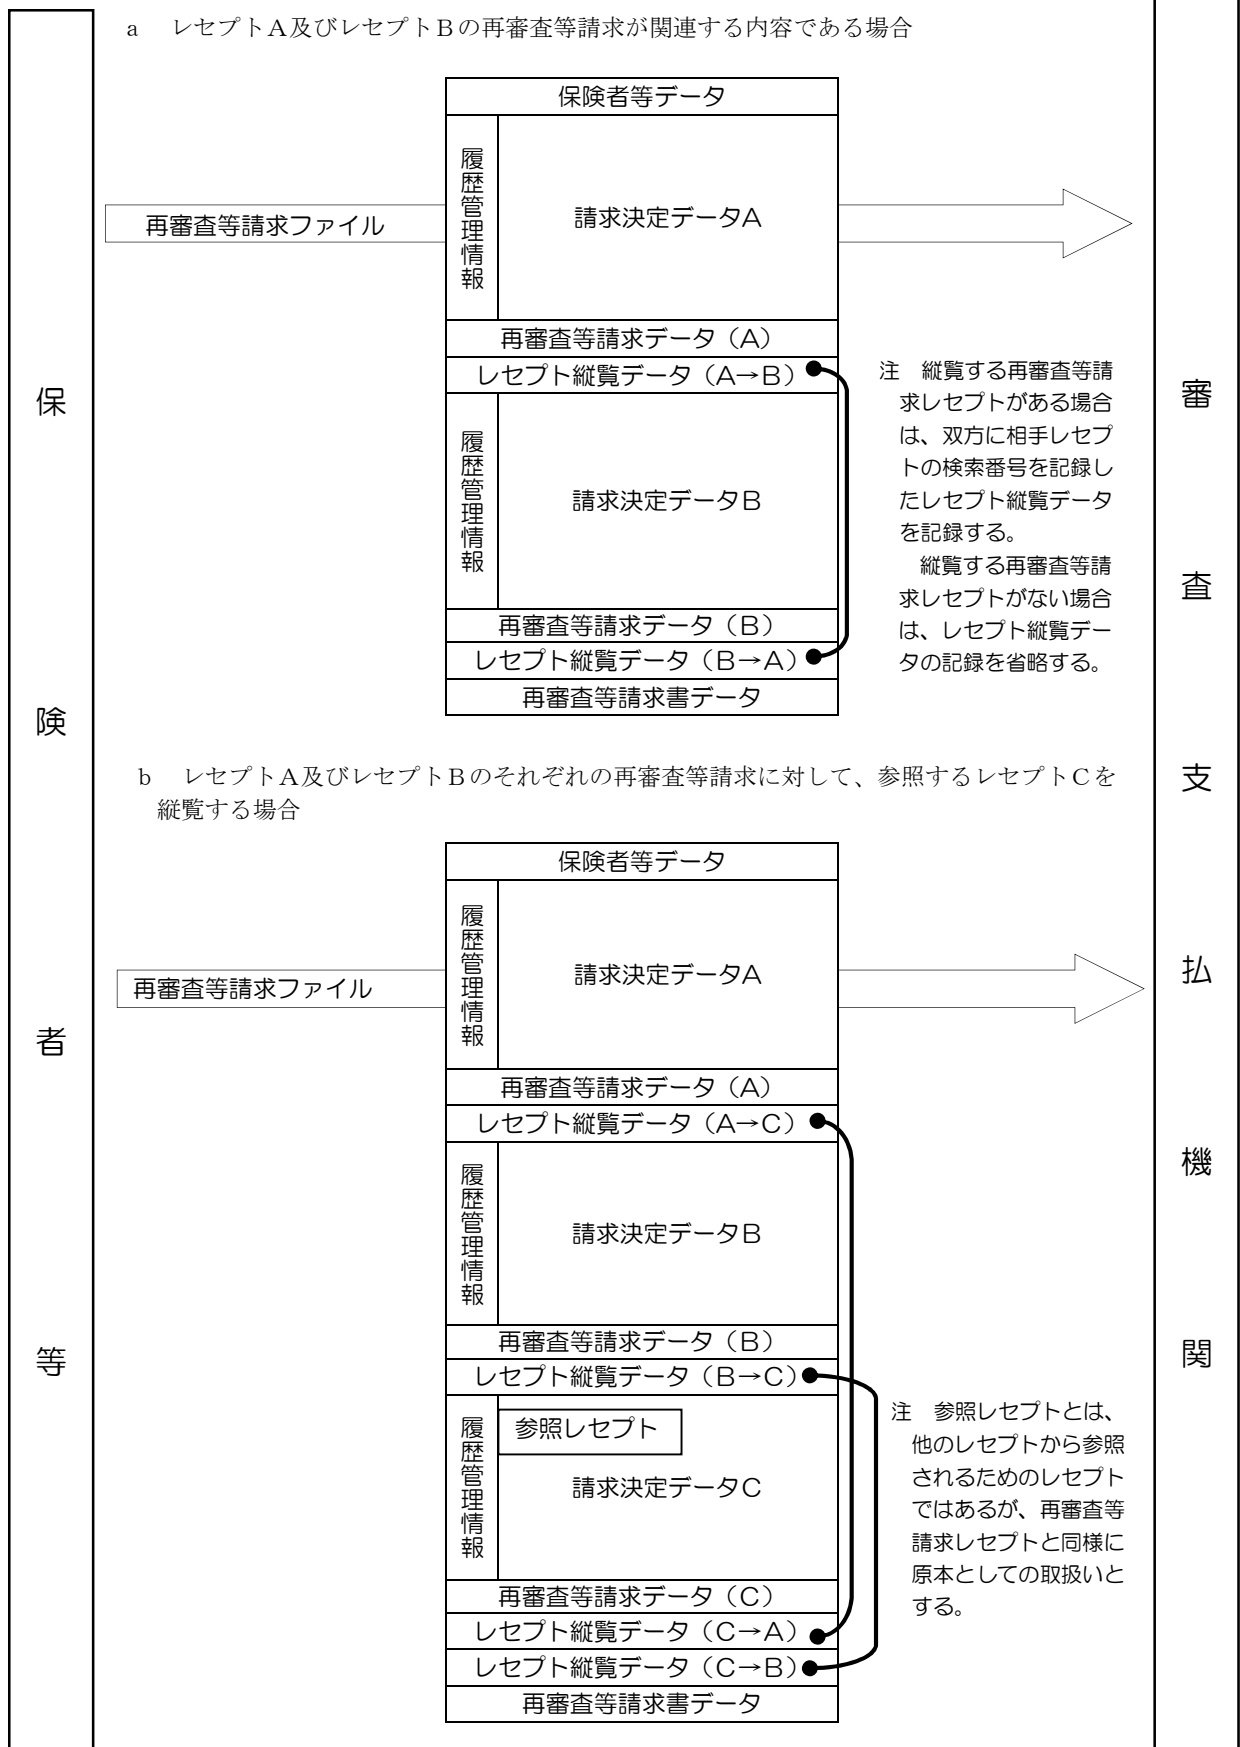 a　レセプトA及びレセプトBの再審査等請求が関連する内容である場合
保険者等
保険者等データ
履歴管理情報
請求決定データA
再審査等請求ファイル
再審査等請求データ（A）
レセプト縦覧データ（A→B）
履歴管理情報
請求決定データB
再審査等請求データ（B）
レセプト縦覧データ（B→A）
再審査等請求書データ
注　縦覧する再審査等請
求レセプトがある場合
は、双方に相手レセプ
トの検索番号を記録し
たレセプト縦覧データ
を記録する。
縦覧する再審査等請
求レセプトがない場合
は、レセプト縦覧デー
タの記録を省略する。
審査支払機関
b　レセプトA及びレセプトBのそれぞれの再審査等請求に対して、参照するレセプトCを
縦覧する場合
保険者等データ
履歴管理情報
請求決定データA
再審査等請求ファイル
再審査等請求データ（A）
レセプト縦覧データ（A→C）
履歴管理情報
請求決定データB
再審査等請求データ（B）
レセプト縦覧データ（B→C）
履歴管理情報
参照レセプト
請求決定データC
再審査等請求データ（C）
レセプト縦覧データ（C→A）
レセプト縦覧データ（C→B）
再審査等請求書データ
注　参照レセプトとは、
他のレセプトから参照
されるためのレセプト
ではあるが、再審査等
請求レセプトと同様に
原本としての取扱いと
する。